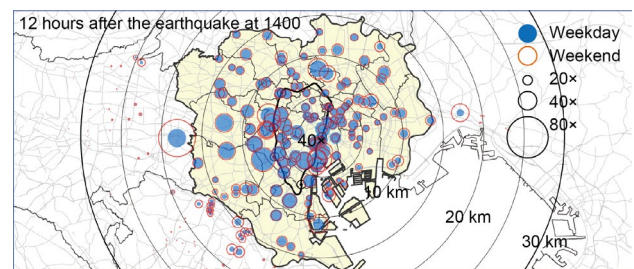 12 hours after the earthquake at 1400
Weekday
Weekend
20×
40×
80×
40×
10 km
20 km
30 km